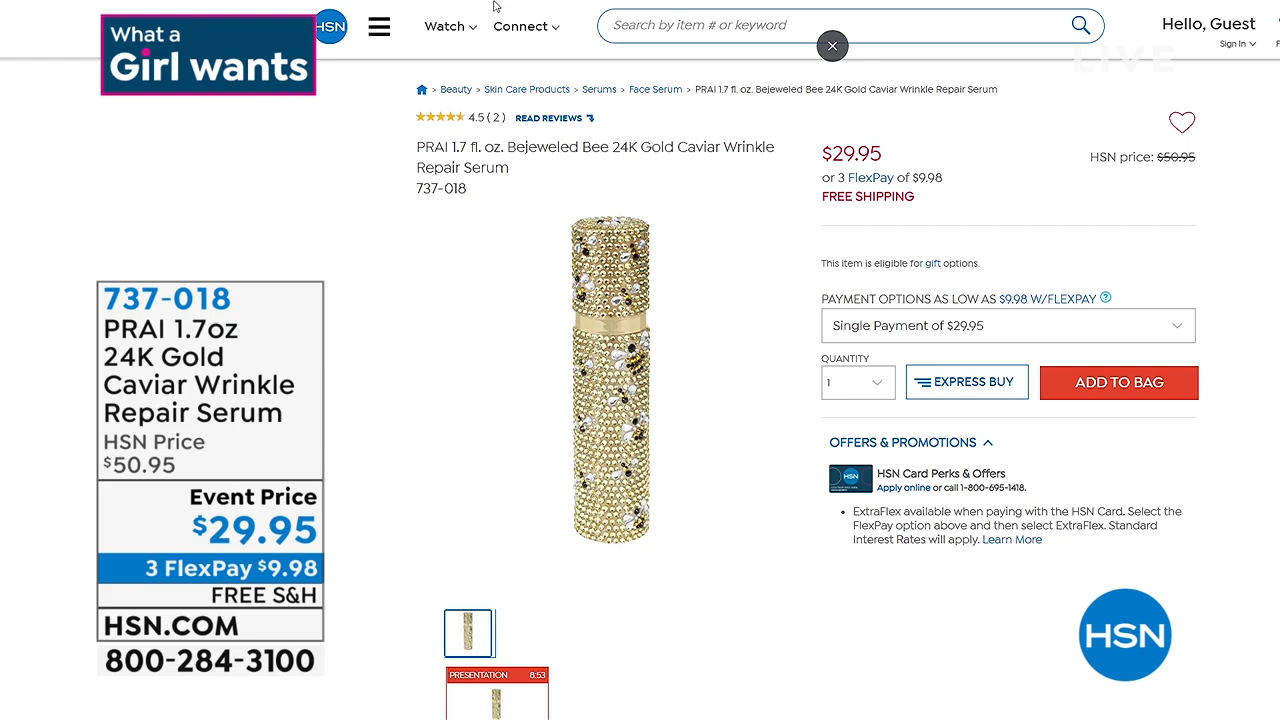 What a
Girl wants
HSN
Watch
Connect
Search by item # or keyword
Hello, Guest
Sign In
LIVE
Beauty > Skin Care Products > Serums > Face Serum > PRAI 1.7 fl. oz. Bejeweled Bee 24K Gold Caviar Wrinkle Repair Serum
4.5 ( 2 ) READ REVIEWS
PRAI 1.7 fl. oz. Bejeweled Bee 24K Gold Caviar Wrinkle
Repair Serum
737-018
$29.95
HSN price: $50.95
or 3 FlexPay of $9.98
FREE SHIPPING
This item is eligible for gift options.
PAYMENT OPTIONS AS LOW AS $9.98 W/FLEXPAY ?
Single Payment of $29.95
QUANTITY
1
EXPRESS BUY
ADD TO BAG
OFFERS & PROMOTIONS
HSN
HSN Card Perks & Offers
Apply online or call 1-800-695-1418.
• ExtraFlex available when paying with the HSN Card. Select the
FlexPay option above and then select ExtraFlex. Standard
Interest Rates will apply. Learn More
737-018
PRAI 1.7oz
24K Gold
Caviar Wrinkle
Repair Serum
HSN Price
$50.95
Event Price
$29.95
3 FlexPay $9.98
FREE S&H
HSN.COM
800-284-3100
PRESENTATION 8:53
HSN